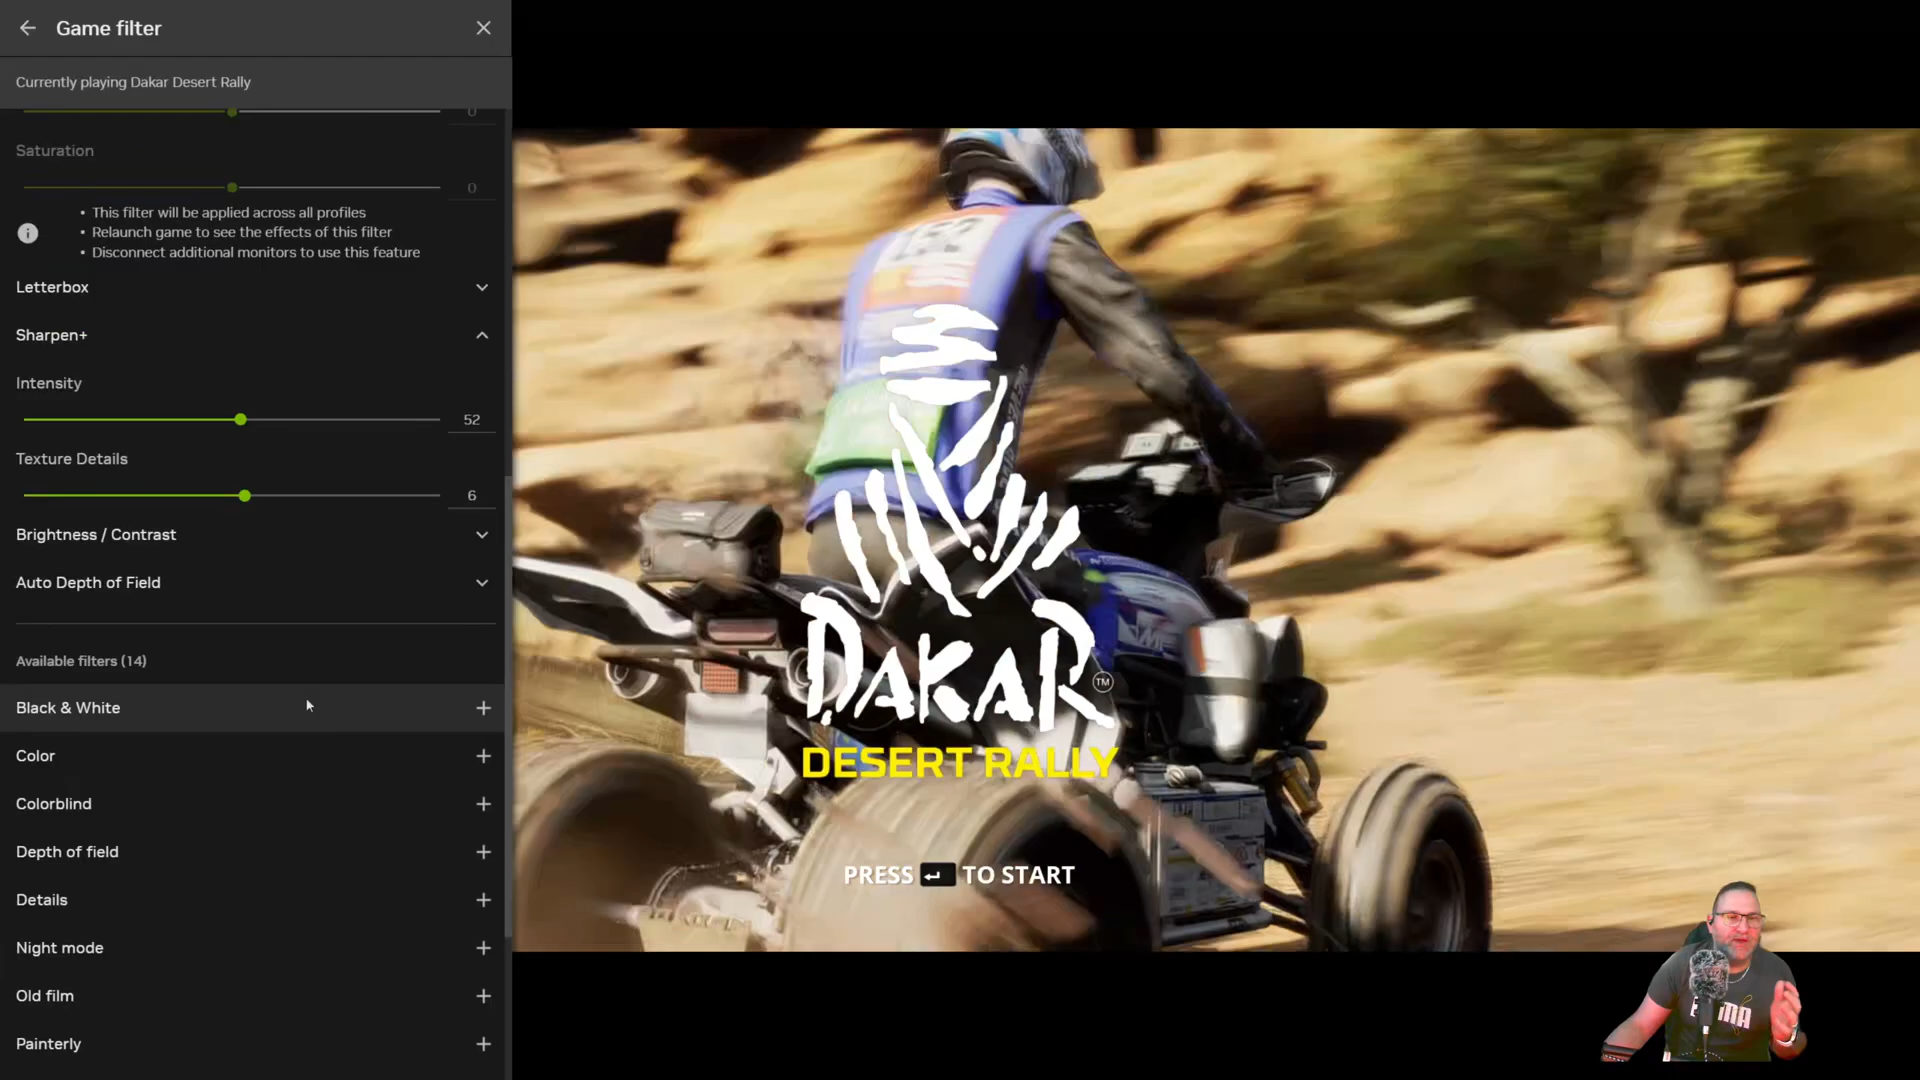 Game filter
Currently playing Dakar Desert Rally
0
Saturation
0
• This filter will be applied across all profiles
• Relaunch game to see the effects of this filter
• Disconnect additional monitors to use this feature
Letterbox
Sharpen+
Intensity
52
Texture Details
6
Brightness / Contrast
Auto Depth of Field
Available filters (14)
Black & White
Color
Colorblind
Depth of field
Details
Night mode
Old film
Painterly
DAKAR
TM
DESERT RALLY
PRESS TO START